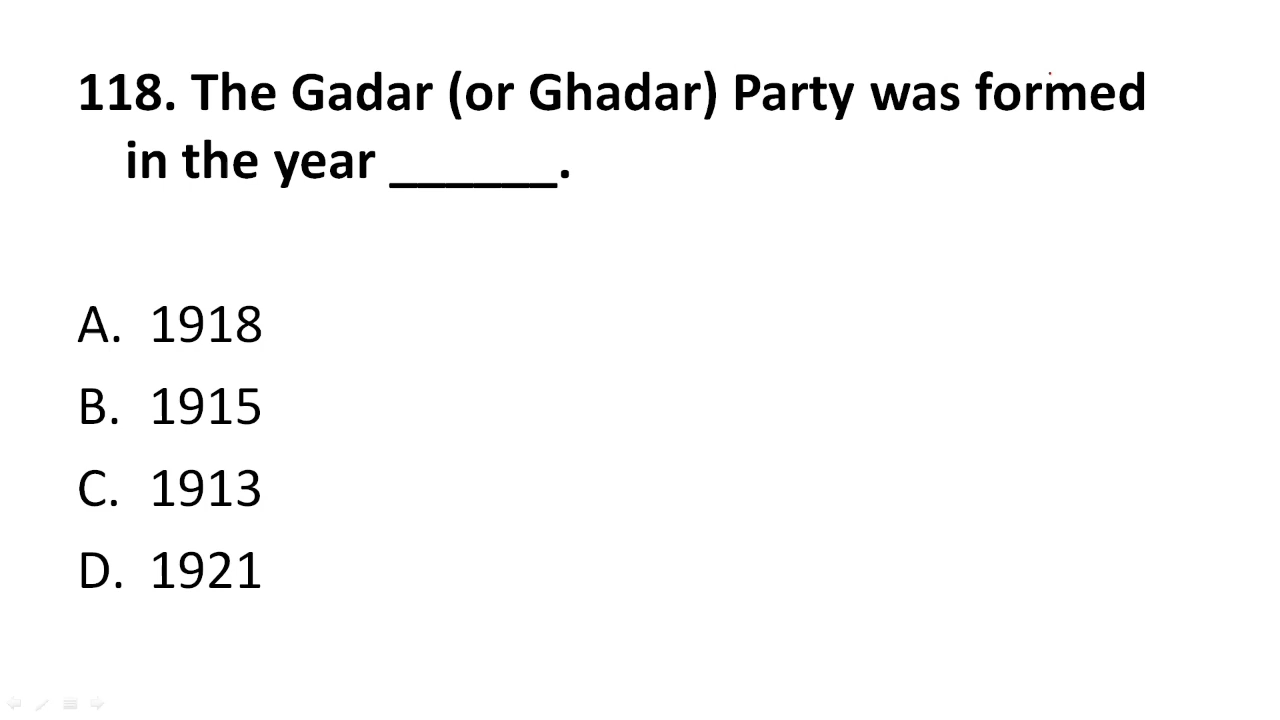 118. The Gadar (or Ghadar) Party was formed
in the year ______.
A. 1918
B. 1915
C. 1913
D. 1921